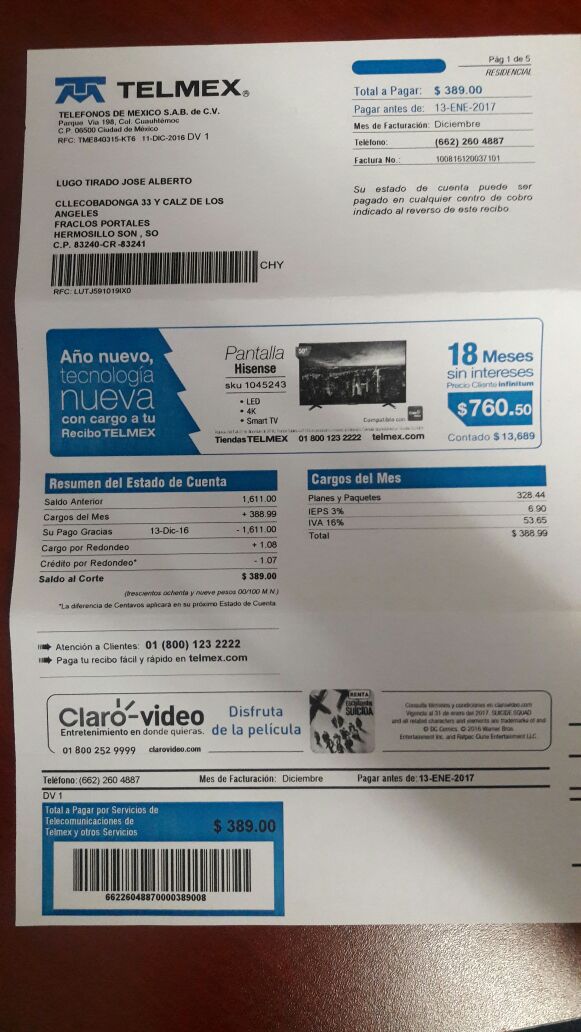 Pág 1 de 5
RESIDENCIAL
TELMEX®
TELEFONOS DE MEXICO S.A.B. de C.V.
Parque Vía 198, Col. Cuauhtémoc
C.P. 06500 Ciudad de México
RFC: TME840315-KT6 11-DIC-2016 DV 1
Total a Pagar: $ 389.00
Pagar antes de: 13-ENE-2017
Mes de Facturación: Diciembre
Teléfono: (662) 260 4887
Factura No.: 100816120037101
Su estado de cuenta puede ser
pagado en cualquier centro de cobro
indicado al reverso de este recibo.
LUGO TIRADO JOSE ALBERTO
CLLECOBADONGA 33 Y CALZ DE LOS
ANGELES
FRACLOS PORTALES
HERMOSILLO SON , SO
C.P. 83240-CR -83241
CHY
RFC: LUTJ591019IX0
Año nuevo,
tecnología
nueva
con cargo a tu
Recibo TELMEX
Pantalla
Hisense
sku 1045243
• LED
• 4K
• Smart TV
50"
Compatible con
Tiendas TELMEX 01 800 123 2222 telmex.com
18 Meses
sin intereses
Precio Cliente infinitum
$760.50
Contado $13,689
Resumen del Estado de Cuenta
Saldo Anterior 1,611.00
Cargos del Mes + 388.99
Su Pago Gracias 13-Dic-16 - 1,611.00
Cargo por Redondeo + 1.08
Crédito por Redondeo* - 1.07
Saldo al Corte $ 389.00
(trescientos ochenta y nueve pesos 00/100 M.N.)
*La diferencia de Centavos aplicará en su próximo Estado de Cuenta.
Cargos del Mes
Planes y Paquetes 328.44
IEPS 3% 6.90
IVA 16% 53.65
Total $ 388.99
Atención a Clientes: 01 (800) 123 2222
Paga tu recibo fácil y rápido en telmex.com
Claro-video
Entretenimiento en donde quieras.
01 800 252 9999 clarovideo.com
Disfruta
de la película
RENTA
ESCUADRÓN
SUICIDA
Consulta términos y condiciones en clarovideo.com
Vigencia al 31 de enero del 2017. SUICIDE SQUAD
and all related characters and elements are trademarks of and
© DC Comics. © 2016 Warner Bros.
Entertainment Inc. and Ratpac-Dune Entertainment LLC.
Teléfono: (662) 260 4887 Mes de Facturación: Diciembre Pagar antes de: 13-ENE-2017
DV 1
Total a Pagar por Servicios de
Telecomunicaciones de
Telmex y otros Servicios
$ 389.00
66226048870000389008